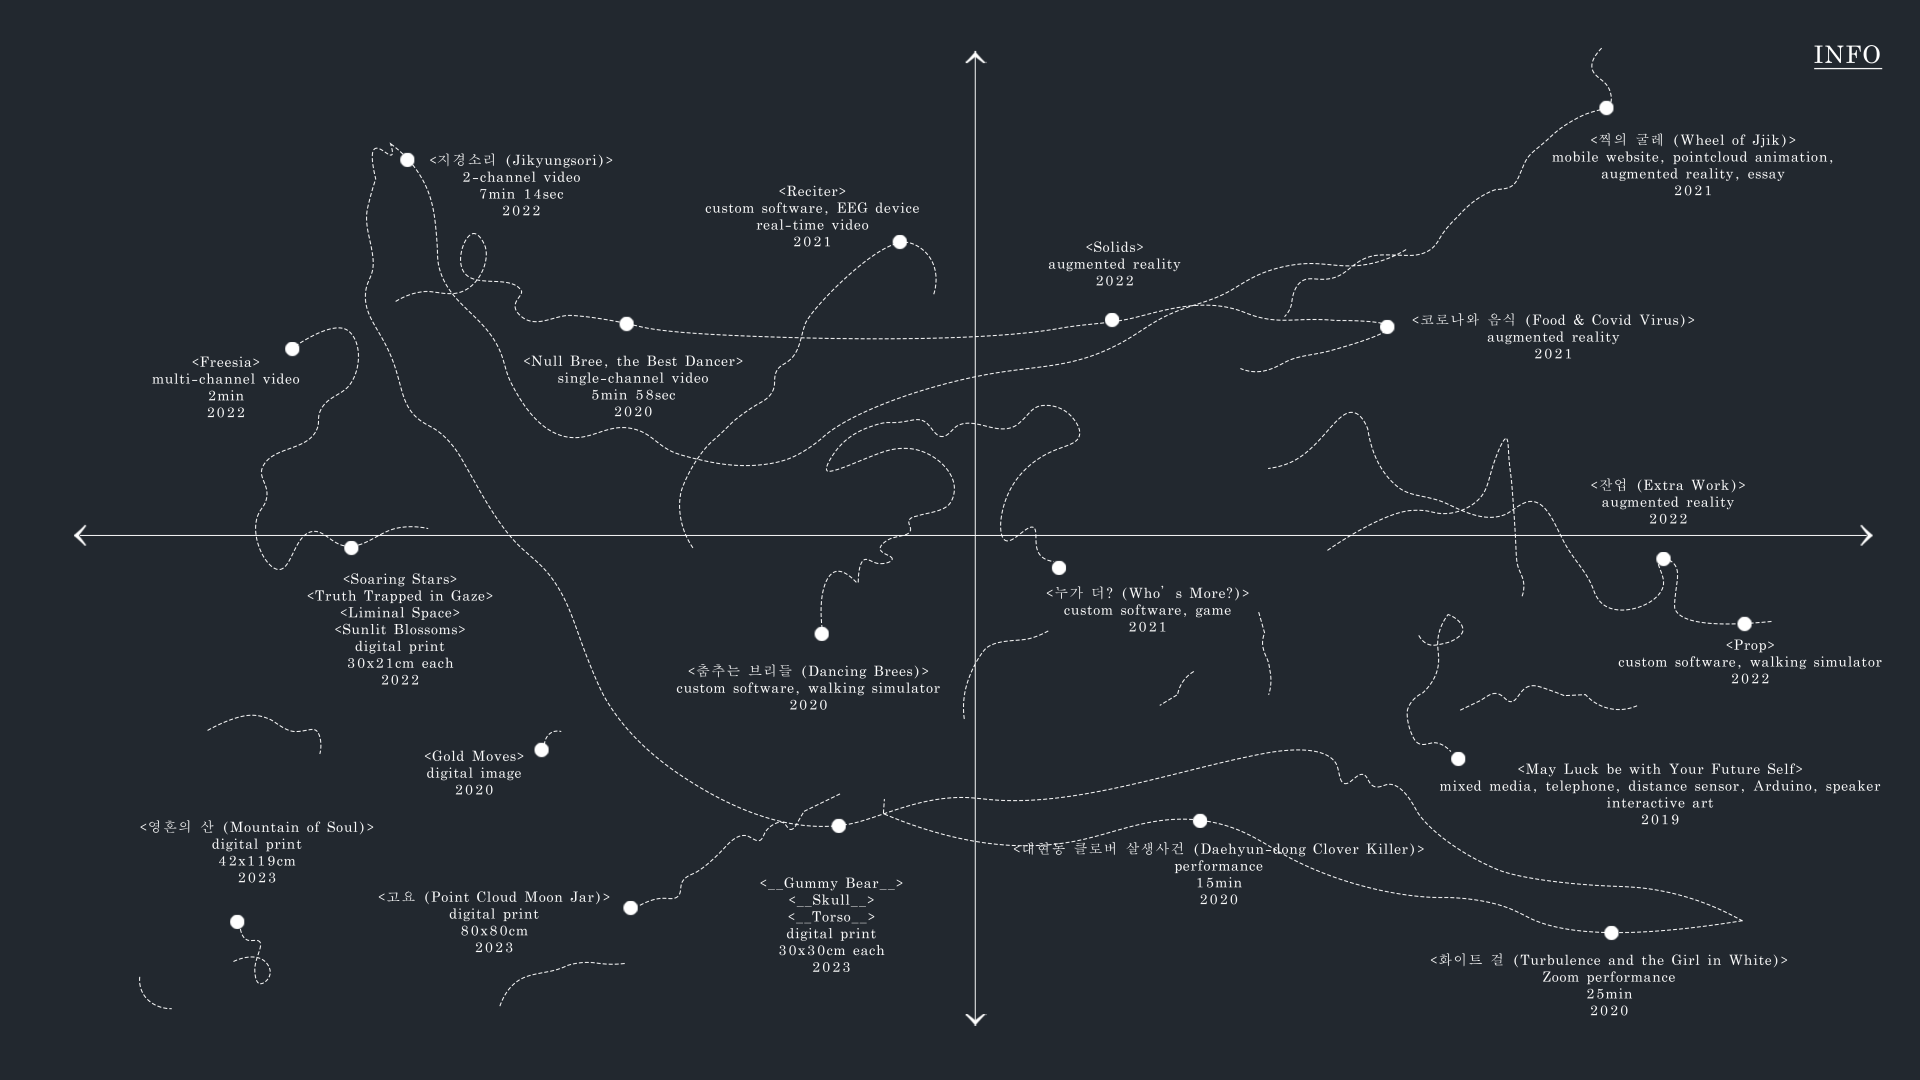 INFO
<찍의 굴레 (Wheel of Jjik)>
mobile website, pointcloud animation,
augmented reality, essay
2021
<지경소리 (Jikyungsori)>
2-channel video
7min 14sec
2022
<Reciter>
custom software, EEG device
real-time video
2021
<Solids>
augmented reality
2022
<코로나와 음식 (Food & Covid Virus)>
augmented reality
2021
<Freesia>
multi-channel video
2min
2022
<Null Bree, the Best Dancer>
single-channel video
5min 58sec
2020
<잔업 (Extra Work)>
augmented reality
2022
<Soaring Stars>
<Truth Trapped in Gaze>
<Liminal Space>
<Sunlit Blossoms>
digital print
30x21cm each
2022
<누가 더? (Who’s More?)>
custom software, game
2021
<춤추는 브리들 (Dancing Brees)>
custom software, walking simulator
2020
<Prop>
custom software, walking simulator
2022
<Gold Moves>
digital image
2020
<May Luck be with Your Future Self>
mixed media, telephone, distance sensor, Arduino, speaker
interactive art
2019
<영혼의 산 (Mountain of Soul)>
digital print
42x119cm
2023
<고요 (Point Cloud Moon Jar)>
digital print
80x80cm
2023
<__Gummy Bear__>
<__Skull__>
<__Torso__>
digital print
30x30cm each
2023
<대현동 클로버 살생사건 (Daehyun-dong Clover Killer)>
performance
15min
2020
<화이트 걸 (Turbulence and the Girl in White)>
Zoom performance
25min
2020